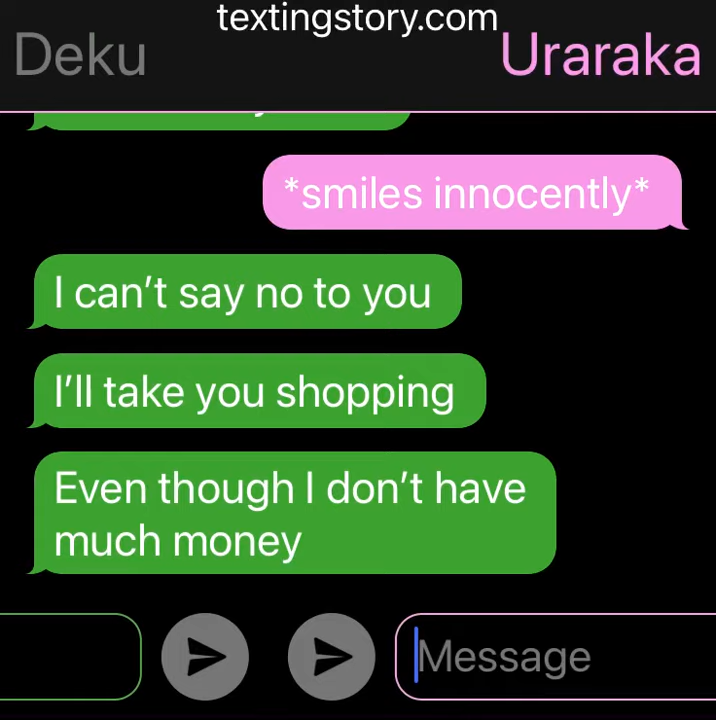 textingstory.com
Deku
Uraraka
*smiles innocently*
I can’t say no to you
I’ll take you shopping
Even though I don’t have
much money
Message